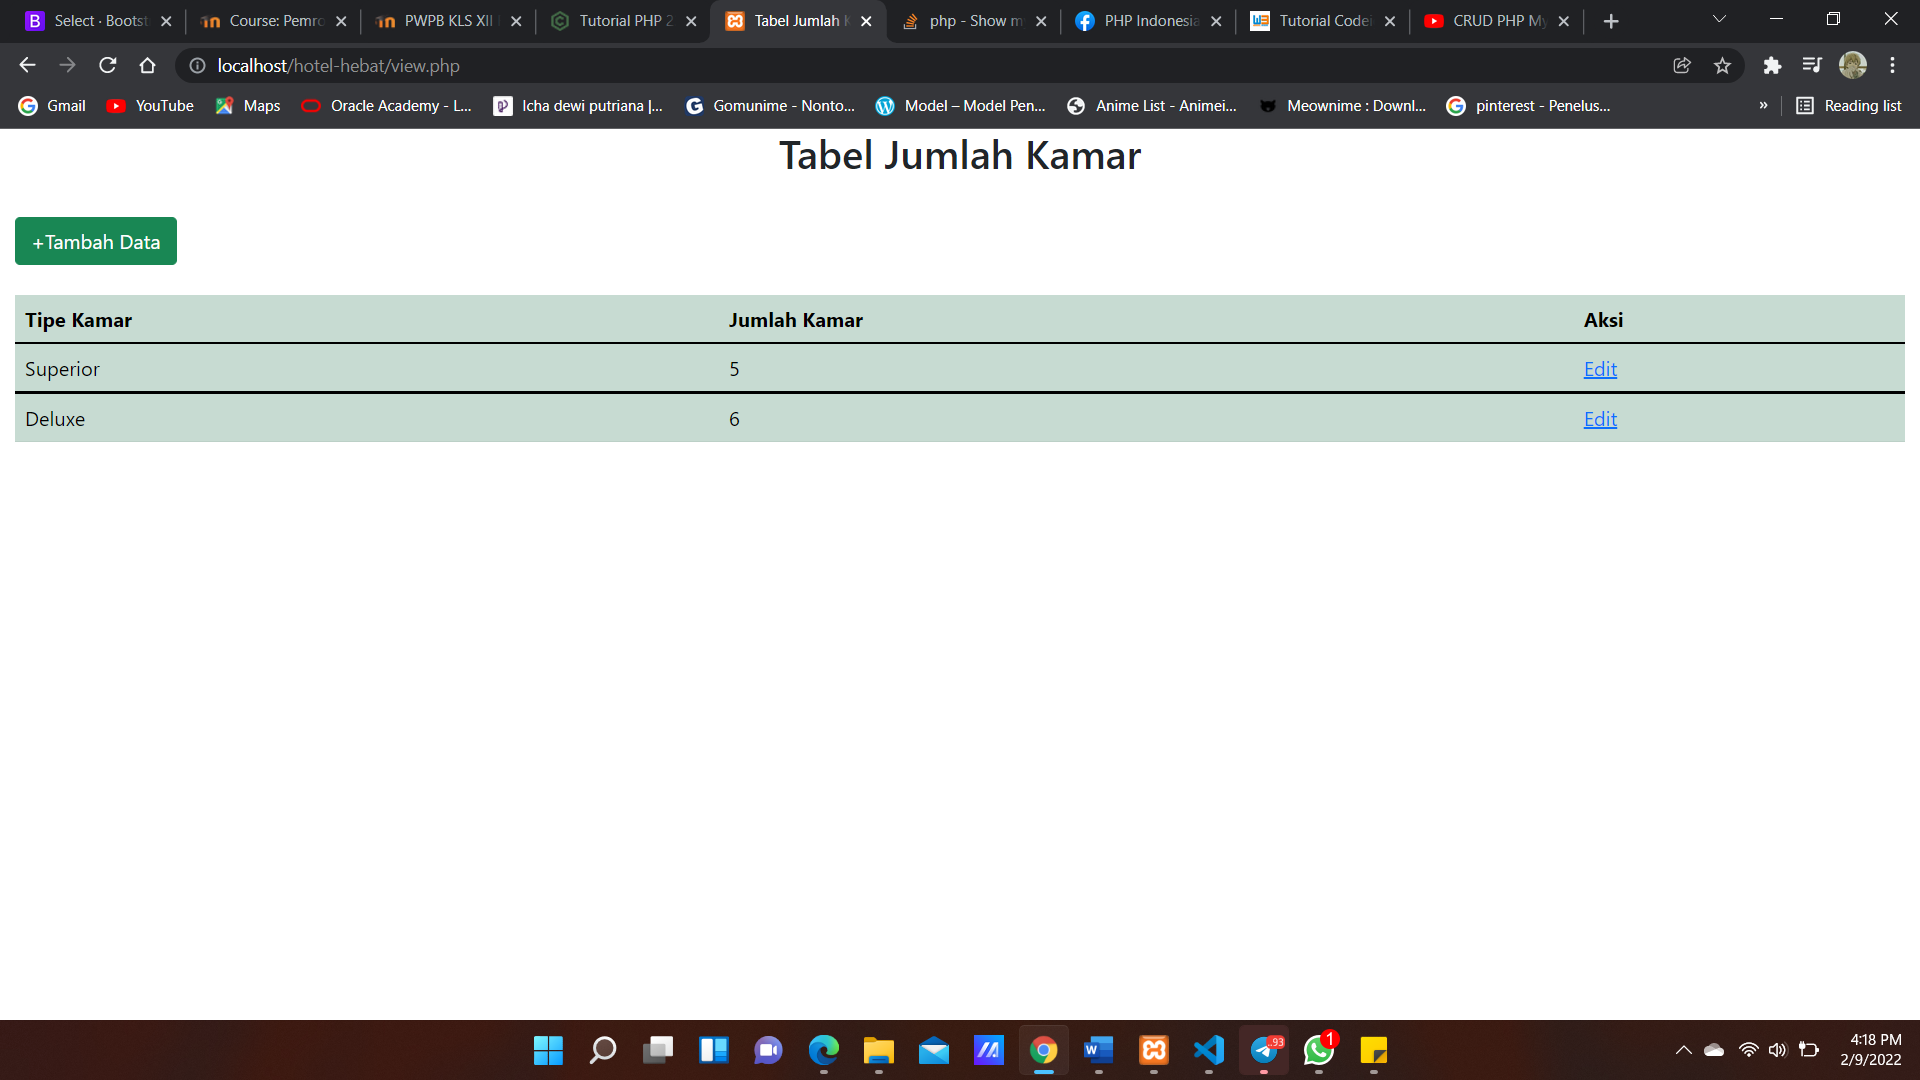 Select · Bootst
Course: Pemro
PWPB KLS XII
Tutorial PHP 2
Tabel Jumlah K
php - Show m
PHP Indonesia
Tutorial Codei
CRUD PHP My
localhost/hotel-hebat/view.php
Gmail
YouTube
Maps
Oracle Academy - L...
Icha dewi putriana |...
Gomunime - Nonto...
Model – Model Pen...
Anime List - Animei...
Meownime : Downl...
pinterest - Penelus...
»
Reading list
Tabel Jumlah Kamar
+Tambah Data
Tipe Kamar Jumlah Kamar Aksi
Superior 5 Edit
Deluxe 6 Edit
93
1
4:18 PM
2/9/2022